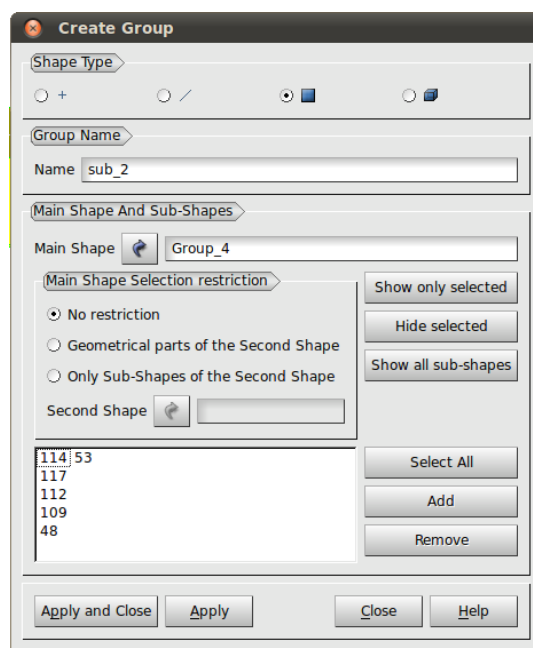 Create Group
Shape Type
Group Name
Name sub_2
Main Shape And Sub-Shapes
Main Shape Group_4
Main Shape Selection restriction
No restriction
Geometrical parts of the Second Shape
Only Sub-Shapes of the Second Shape
Second Shape
Show only selected
Hide selected
Show all sub-shapes
114 53
117
112
109
48
Select All
Add
Remove
Apply and Close Apply Close Help